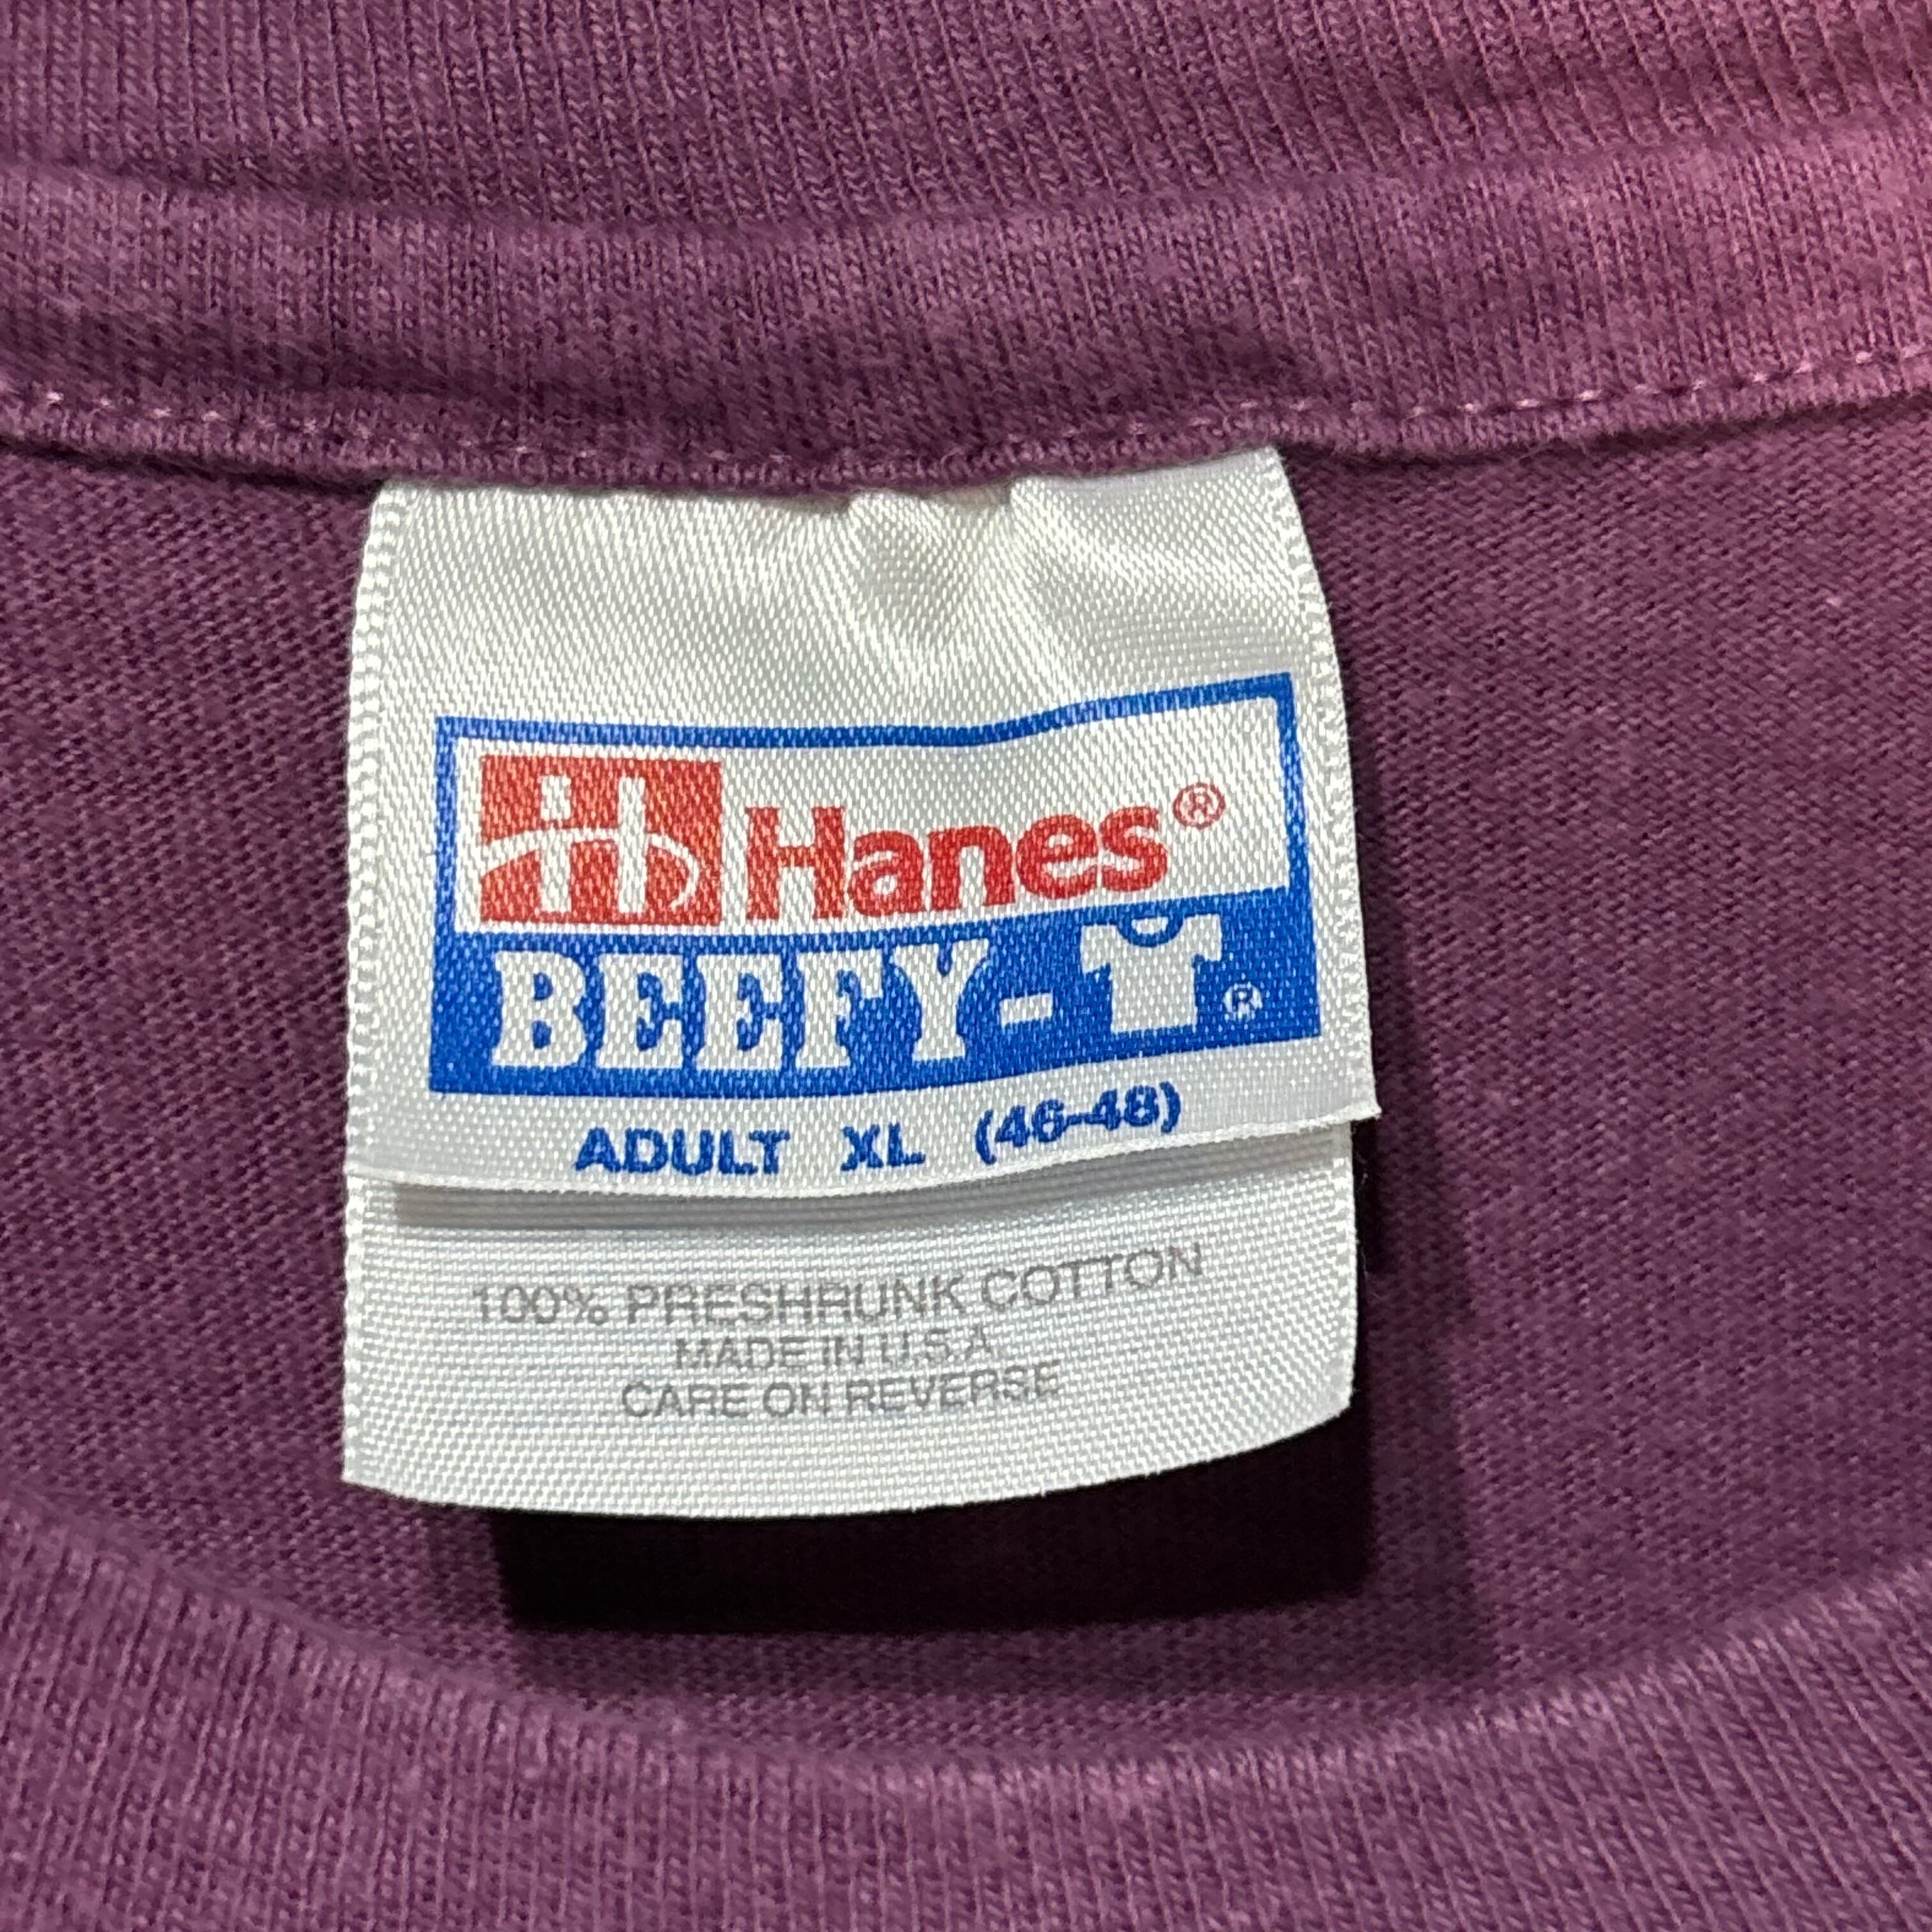 Hanes®
BEEFY-T®
ADULT XL (46-48)
100% PRESHRUNK COTTON
MADE IN U.S.A
CARE ON REVERSE